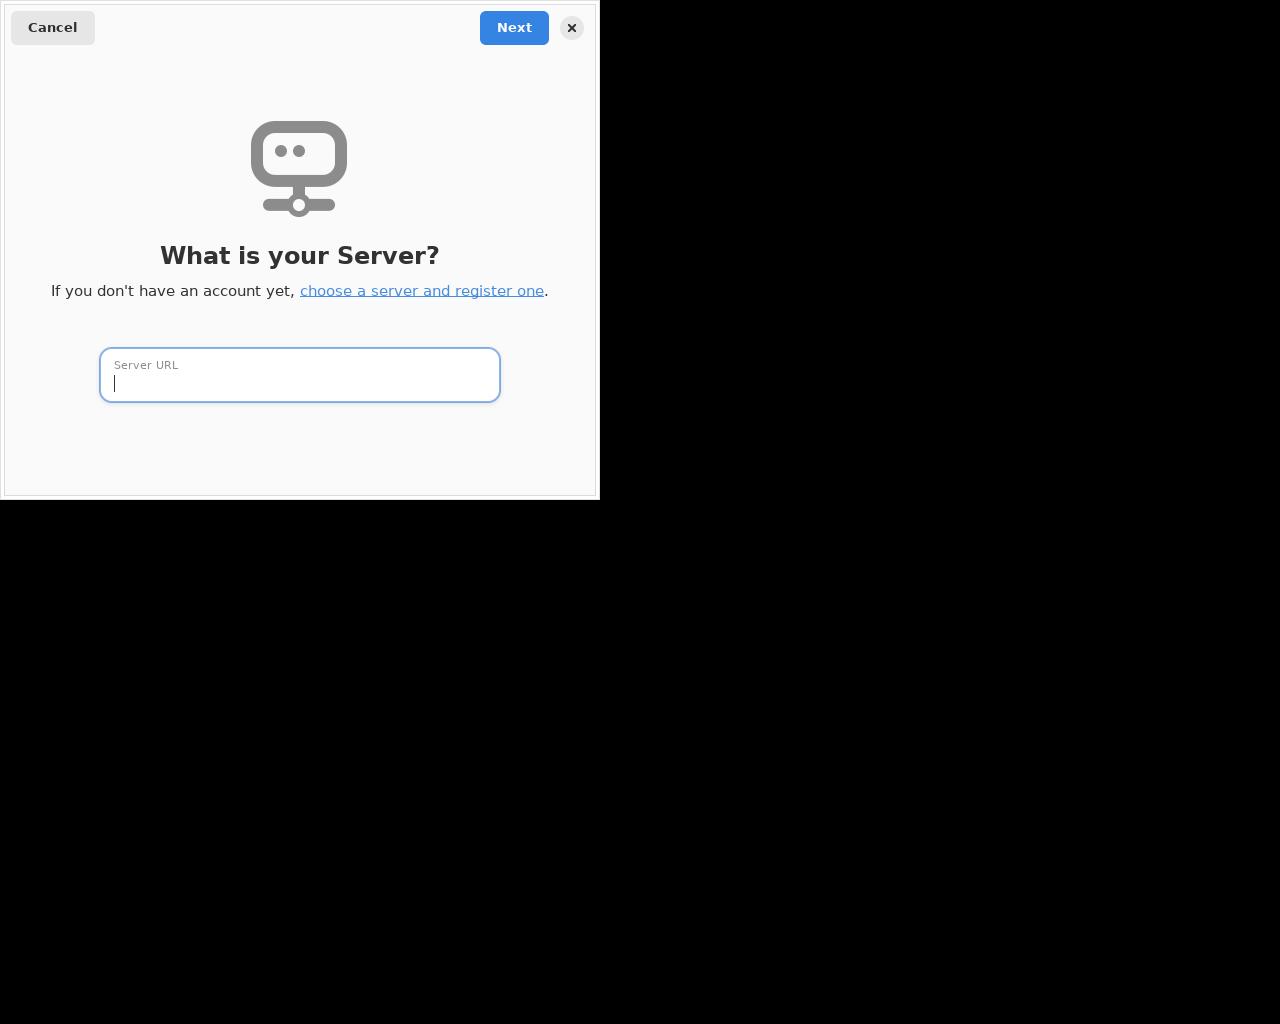 Cancel
Next
What is your Server?
If you don't have an account yet, choose a server and register one.
Server URL